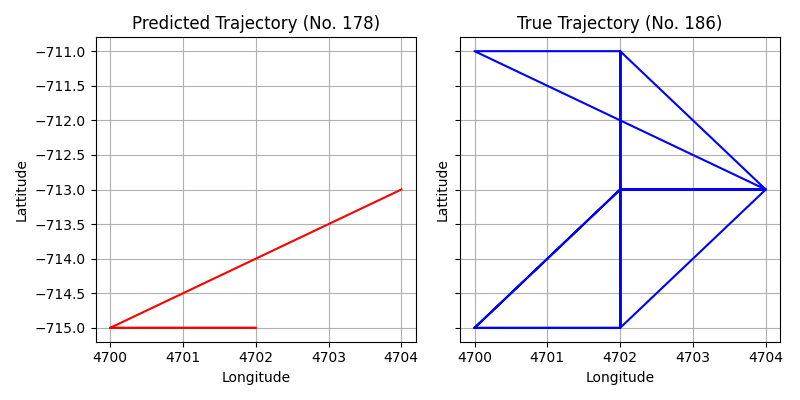 Predicted Trajectory (No. 178)
−711.0
−711.5
−712.0
−712.5
−713.0
−713.5
−714.0
−714.5
−715.0
Lattitude
4700 4701 4702 4703 4704
Longitude
True Trajectory (No. 186)
Lattitude
4700 4701 4702 4703 4704
Longitude